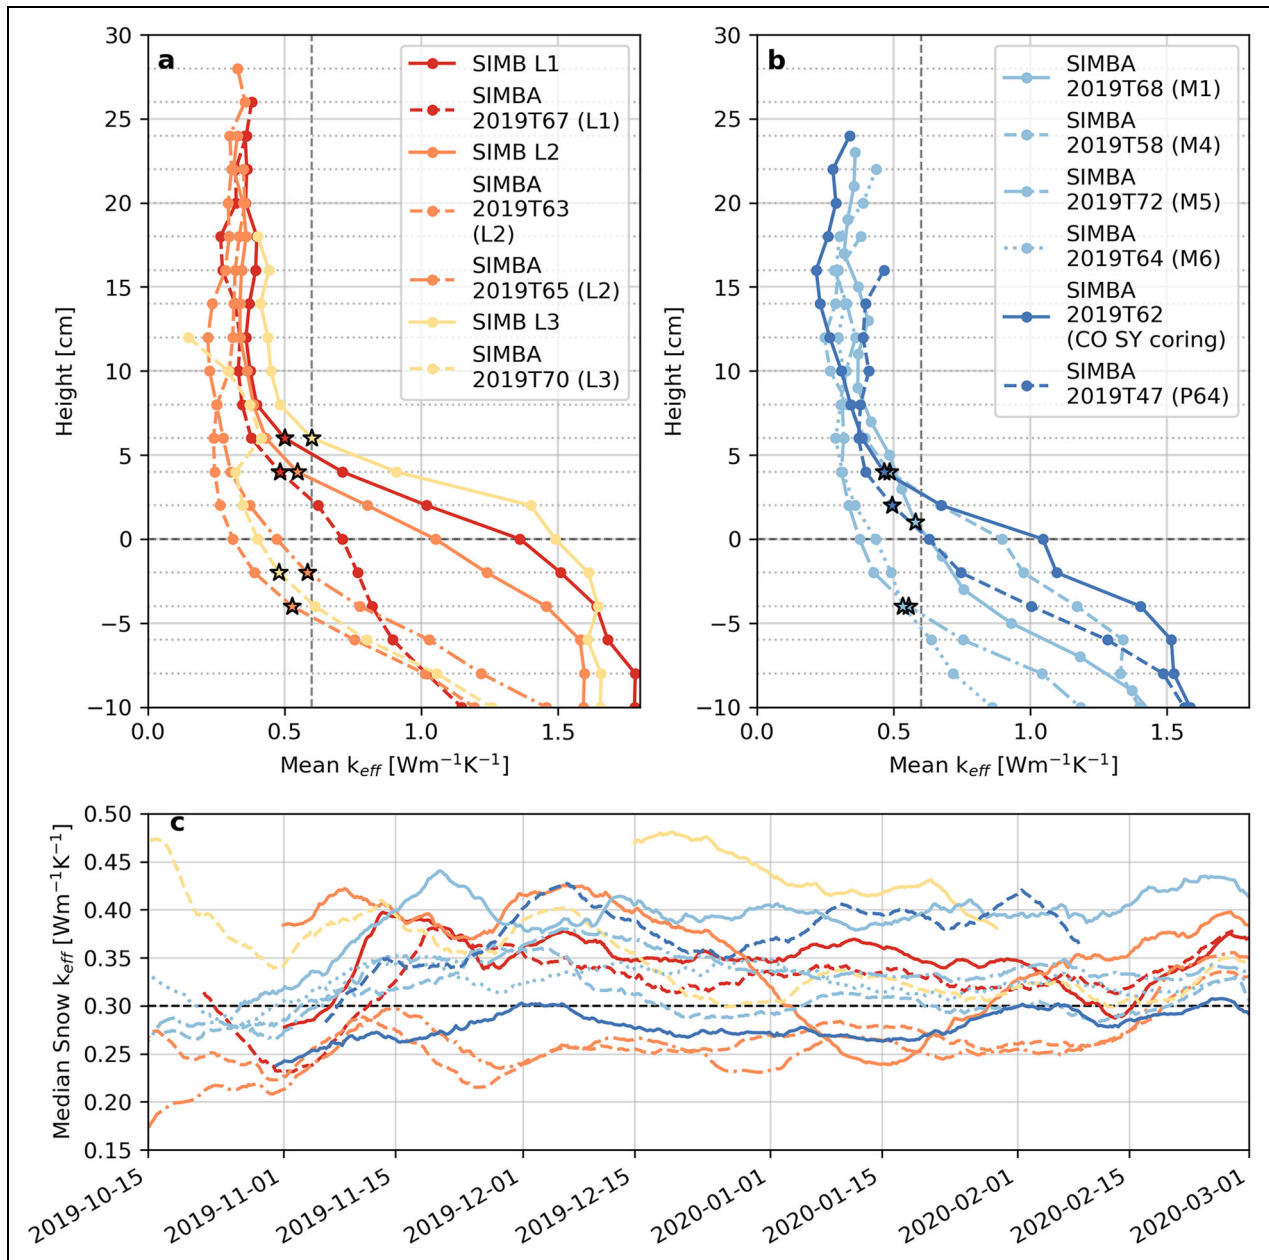 a
30
25
20
15
10
5
0
−5
−10
Height [cm]
0.0 0.5 1.0 1.5
Mean k_eff [Wm⁻¹K⁻¹]
SIMB L1
SIMBA
2019T67 (L1)
SIMB L2
SIMBA
2019T63
(L2)
SIMBA
2019T65 (L2)
SIMB L3
SIMBA
2019T70 (L3)
b
30
25
20
15
10
5
0
−5
−10
Height [cm]
0.0 0.5 1.0 1.5
Mean k_eff [Wm⁻¹K⁻¹]
SIMBA
2019T68 (M1)
SIMBA
2019T58 (M4)
SIMBA
2019T72 (M5)
SIMBA
2019T64 (M6)
SIMBA
2019T62
(CO SY coring)
SIMBA
2019T47 (P64)
c
0.50
0.45
0.40
0.35
0.30
0.25
0.20
0.15
Median Snow k_eff [Wm⁻¹K⁻¹]
2019-10-15
2019-11-01
2019-11-15
2019-12-01
2019-12-15
2020-01-01
2020-01-15
2020-02-01
2020-02-15
2020-03-01